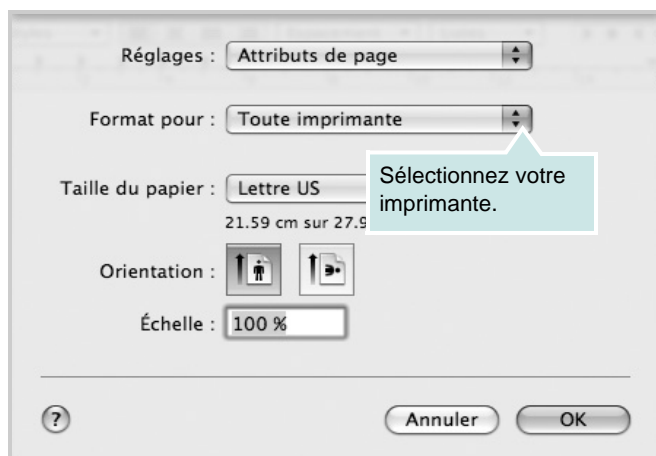 Réglages : Attributs de page
Format pour : Toute imprimante
Sélectionnez votre
imprimante.
Taille du papier : Lettre US
21.59 cm sur 27.9
Orientation :
Échelle : 100 %
?
Annuler OK